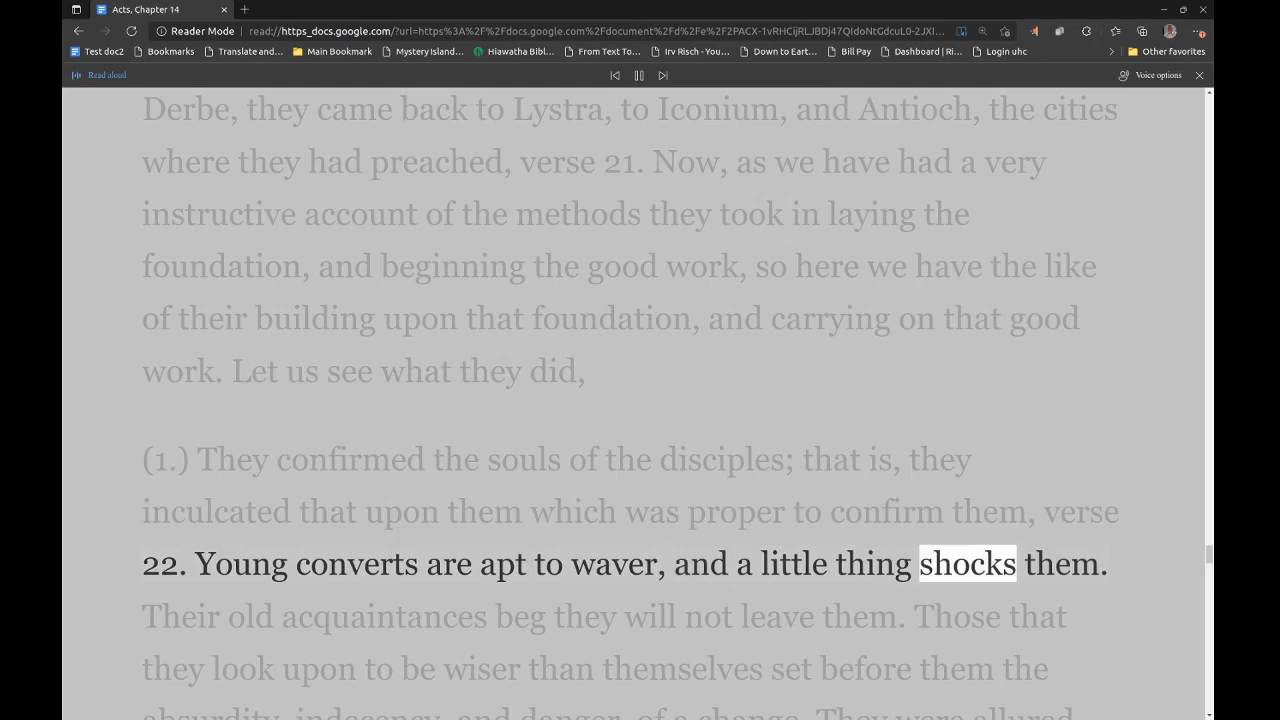 Acts, Chapter 14
Reader Mode
read://https_docs.google.com/?url=https%3A%2F%2Fdocs.google.com%2Fdocument%2Fd%2Fe%2F2PACX-1vRHCijRLJBDj47QIdoNtGdcuL0-2JXI...
Test doc2 Bookmarks Translate and... Main Bookmark Mystery Island... Hiawatha Bibl... From Text To... Irv Risch - You... Down to Eart... Bill Pay Dashboard | Ri... Login uhc Other favorites
Read aloud Voice options
Derbe, they came back to Lystra, to Iconium, and Antioch, the cities
where they had preached, verse 21. Now, as we have had a very
instructive account of the methods they took in laying the
foundation, and beginning the good work, so here we have the like
of their building upon that foundation, and carrying on that good
work. Let us see what they did,
(1.) They confirmed the souls of the disciples; that is, they
inculcated that upon them which was proper to confirm them, verse
22. Young converts are apt to waver, and a little thing shocks them.
Their old acquaintances beg they will not leave them. Those that
they look upon to be wiser than themselves set before them the
absurdity, indecency, and danger, of a change. They were allured